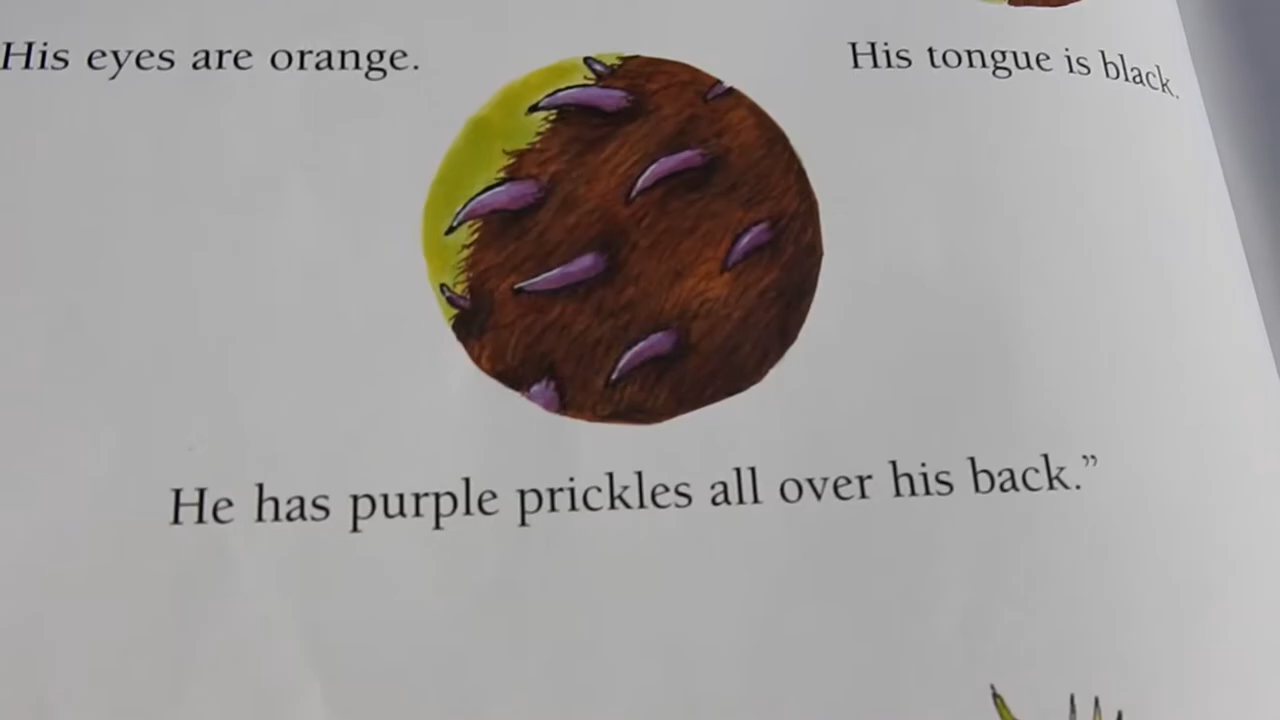 His eyes are orange.
His tongue is black.
He has purple prickles all over his back.”